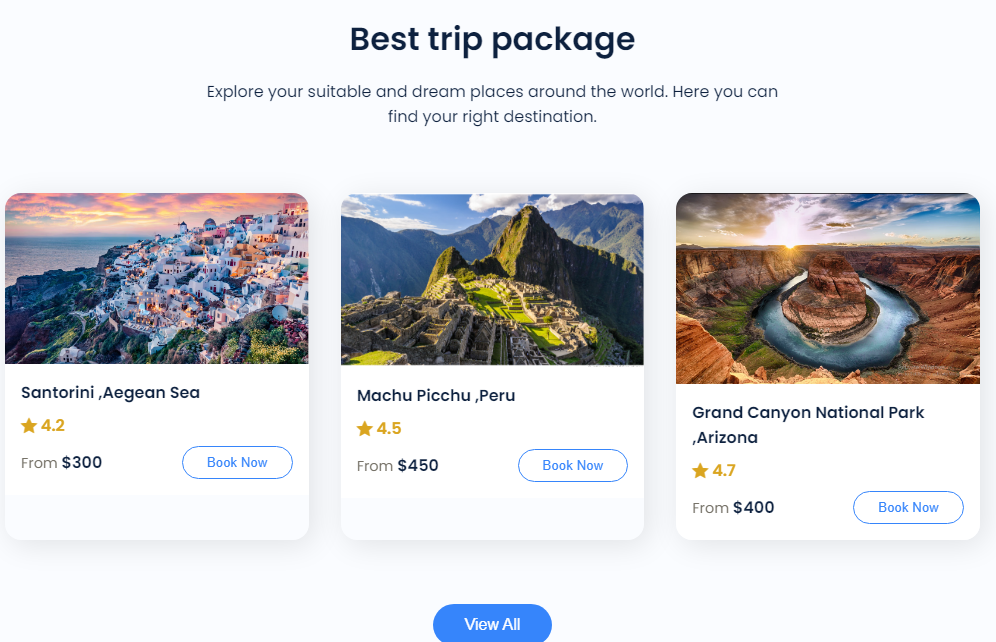 Best trip package
Explore your suitable and dream places around the world. Here you can
find your right destination.
Santorini ,Aegean Sea
4.2
From $300
Book Now
Machu Picchu ,Peru
4.5
From $450
Book Now
Grand Canyon National Park
,Arizona
4.7
From $400
Book Now
View All